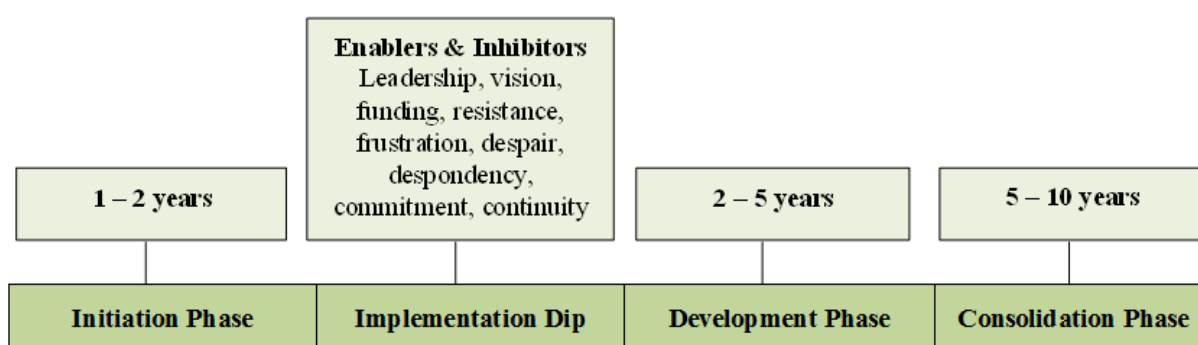 Enablers & Inhibitors
Leadership, vision,
funding, resistance,
frustration, despair,
despondency,
commitment, continuity
1 – 2 years
2 – 5 years
5 – 10 years
Initiation Phase
Implementation Dip
Development Phase
Consolidation Phase